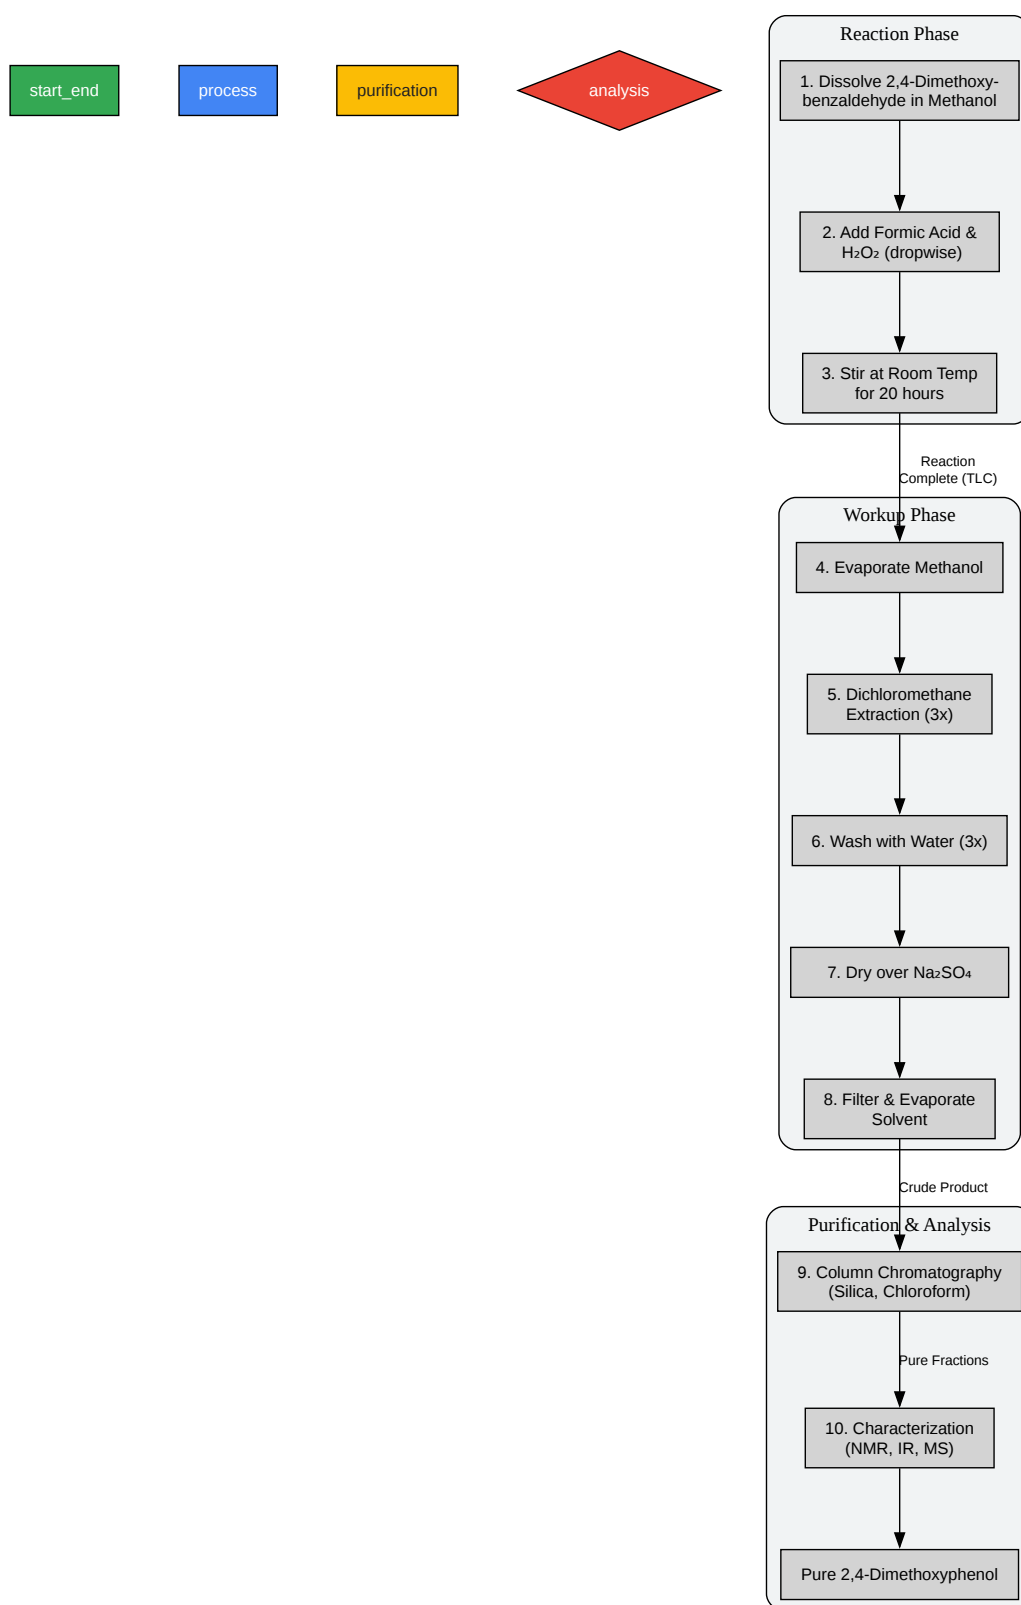 start_end
process
purification
analysis
Reaction Phase
1. Dissolve 2,4-Dimethoxy-
benzaldehyde in Methanol
2. Add Formic Acid &
H₂O₂ (dropwise)
3. Stir at Room Temp
for 20 hours
Reaction
Complete (TLC)
Workup Phase
4. Evaporate Methanol
5. Dichloromethane
Extraction (3x)
6. Wash with Water (3x)
7. Dry over Na₂SO₄
8. Filter & Evaporate
Solvent
Crude Product
Purification & Analysis
9. Column Chromatography
(Silica, Chloroform)
Pure Fractions
10. Characterization
(NMR, IR, MS)
Pure 2,4-Dimethoxyphenol